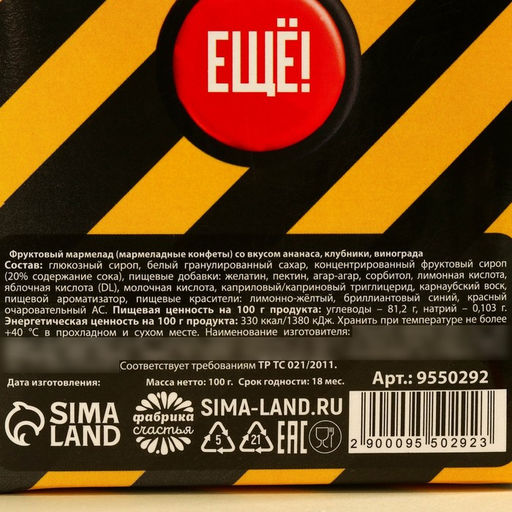 ЕЩЁ!
Фруктовый мармелад (мармеладные конфеты) со вкусом ананаса, клубники, винограда
Состав: глюкозный сироп, белый гранулированный сахар, концентрированный фруктовый сироп
(20% содержание сока), пищевые добавки: желатин, пектин, агар-агар, сорбитол, лимонная кислота,
яблочная кислота (DL), молочная кислота, каприловый/каприновый триглицерид, карнаубский воск,
пищевой ароматизатор, пищевые красители: лимонно-жёлтый, бриллиантовый синий, красный
очаровательный АС. Пищевая ценность на 100 г продукта: углеводы – 81,2 г, натрий – 0,103 г.
Энергетическая ценность на 100 г продукта: 330 ккал/1380 кДж. Хранить при температуре не более
+40 °С в прохладном и сухом месте. Наименование изготовителя:
Соответствует требованиям ТР ТС 021/2011.
Дата изготовления: Масса нетто: 100 г. Срок годности: 18 мес.
Арт.: 9550292
SIMA LAND
фабрика счастья
SIMA-LAND.RU
5 21 EAC
2 900095 502923